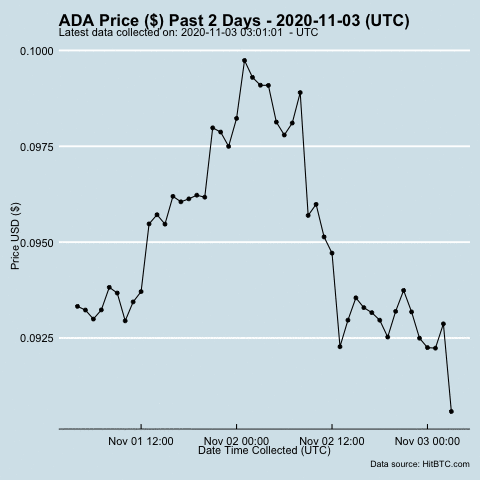 ADA Price ($) Past 2 Days - 2020-11-03 (UTC)
Latest data collected on: 2020-11-03 03:01:01 - UTC
0.1000
0.0975
0.0950
0.0925
Price USD ($)
Nov 01 12:00 Nov 02 00:00 Nov 02 12:00 Nov 03 00:00
Date Time Collected (UTC)
Data source: HitBTC.com